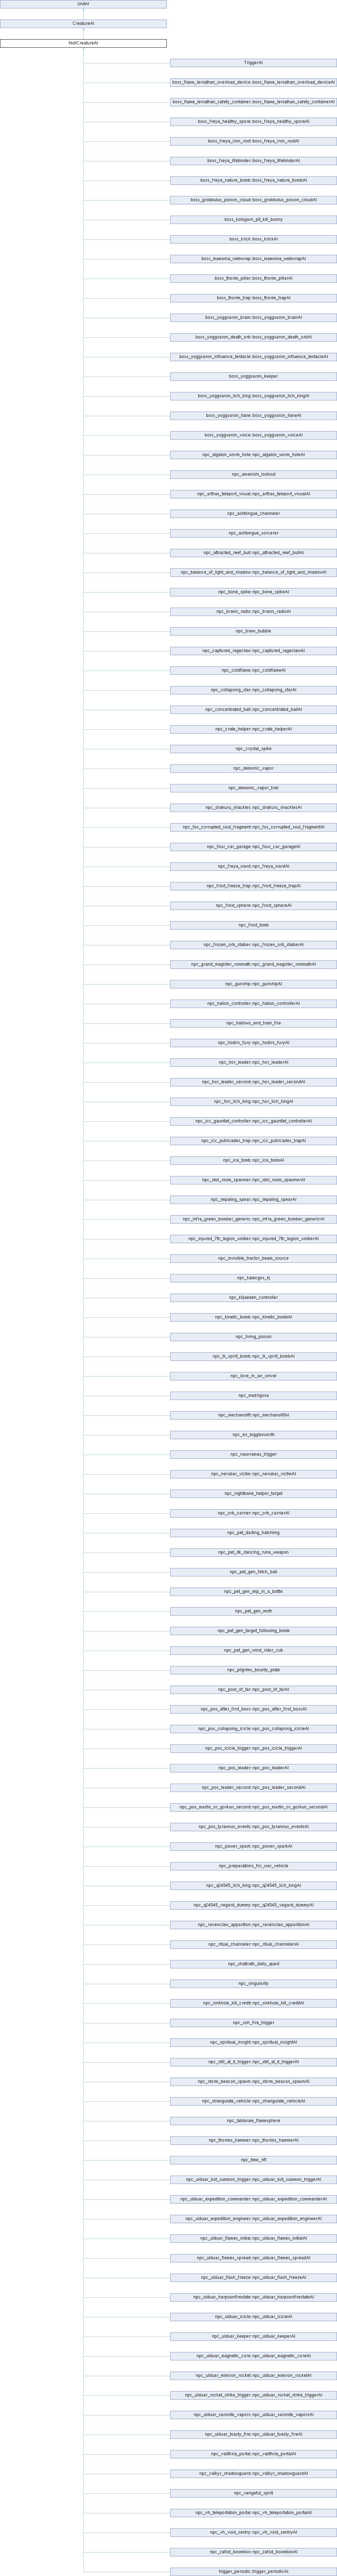 UnitAI
CreatureAI
NullCreatureAI
TriggerAI
boss_flame_leviathan_overload_device::boss_flame_leviathan_overload_deviceAI
boss_flame_leviathan_safety_container::boss_flame_leviathan_safety_containerAI
boss_freya_healthy_spore::boss_freya_healthy_sporeAI
boss_freya_iron_root::boss_freya_iron_rootAI
boss_freya_lifebinder::boss_freya_lifebinderAI
boss_freya_nature_bomb::boss_freya_nature_bombAI
boss_grobbulus_poison_cloud::boss_grobbulus_poison_cloudAI
boss_kologarn_pit_kill_bunny
boss_krick::boss_krickAI
boss_maexxna_webwrap::boss_maexxna_webwrapAI
boss_thorim_pillar::boss_thorim_pillarAI
boss_thorim_trap::boss_thorim_trapAI
boss_yoggsaron_brain::boss_yoggsaron_brainAI
boss_yoggsaron_death_orb::boss_yoggsaron_death_orbAI
boss_yoggsaron_influence_tentacle::boss_yoggsaron_influence_tentacleAI
boss_yoggsaron_keeper
boss_yoggsaron_lich_king::boss_yoggsaron_lich_kingAI
boss_yoggsaron_llane::boss_yoggsaron_llaneAI
boss_yoggsaron_voice::boss_yoggsaron_voiceAI
npc_algalon_worm_hole::npc_algalon_worm_holeAI
npc_amanishi_lookout
npc_arthas_teleport_visual::npc_arthas_teleport_visualAI
npc_ashtongue_channeler
npc_ashtongue_sorcerer
npc_attracted_reef_bull::npc_attracted_reef_bullAI
npc_balance_of_light_and_shadow::npc_balance_of_light_and_shadowAI
npc_bone_spike::npc_bone_spikeAI
npc_brann_radio::npc_brann_radioAI
npc_brew_bubble
npc_captured_rageclaw::npc_captured_rageclawAI
npc_coldflame::npc_coldflameAI
npc_collapsing_star::npc_collapsing_starAI
npc_concentrated_ball::npc_concentrated_ballAI
npc_crate_helper::npc_crate_helperAI
npc_crystal_spike
npc_demonic_vapor
npc_demonic_vapor_trail
npc_drakuru_shackles::npc_drakuru_shacklesAI
npc_fos_corrupted_soul_fragment::npc_fos_corrupted_soul_fragmentAI
npc_four_car_garage::npc_four_car_garageAI
npc_freya_ward::npc_freya_wardAI
npc_frost_freeze_trap::npc_frost_freeze_trapAI
npc_frost_sphere::npc_frost_sphereAI
npc_frost_tomb
npc_frozen_orb_stalker::npc_frozen_orb_stalkerAI
npc_grand_magister_rommath::npc_grand_magister_rommathAI
npc_gunship::npc_gunshipAI
npc_halion_controller::npc_halion_controllerAI
npc_hallows_end_train_fire
npc_hodirs_fury::npc_hodirs_furyAI
npc_hor_leader::npc_hor_leaderAI
npc_hor_leader_second::npc_hor_leader_secondAI
npc_hor_lich_king::npc_hor_lich_kingAI
npc_icc_gauntlet_controller::npc_icc_gauntlet_controllerAI
npc_icc_putricades_trap::npc_icc_putricades_trapAI
npc_ice_tomb::npc_ice_tombAI
npc_idol_room_spawner::npc_idol_room_spawnerAI
npc_impaling_spear::npc_impaling_spearAI
npc_infra_green_bomber_generic::npc_infra_green_bomber_genericAI
npc_injured_7th_legion_soldier::npc_injured_7th_legion_soldierAI
npc_invisible_tractor_beam_source
npc_kalecgos_kj
npc_kiljaeden_controller
npc_kinetic_bomb::npc_kinetic_bombAI
npc_living_poison
npc_lk_spirit_bomb::npc_lk_spirit_bombAI
npc_love_in_air_snivel
npc_madrigosa
npc_mechanolift::npc_mechanoliftAI
npc_mr_bigglesworth
npc_naxxramas_trigger
npc_nerubar_victim::npc_nerubar_victimAI
npc_nightbane_helper_target
npc_orb_carrier::npc_orb_carrierAI
npc_pet_darting_hatchling
npc_pet_dk_dancing_rune_weapon
npc_pet_gen_fetch_ball
npc_pet_gen_imp_in_a_bottle
npc_pet_gen_moth
npc_pet_gen_target_following_bomb
npc_pet_gen_wind_rider_cub
npc_pilgrims_bounty_plate
npc_pool_of_tar::npc_pool_of_tarAI
npc_pos_after_first_boss::npc_pos_after_first_bossAI
npc_pos_collapsing_icicle::npc_pos_collapsing_icicleAI
npc_pos_icicle_trigger::npc_pos_icicle_triggerAI
npc_pos_leader::npc_pos_leaderAI
npc_pos_leader_second::npc_pos_leader_secondAI
npc_pos_martin_or_gorkun_second::npc_pos_martin_or_gorkun_secondAI
npc_pos_tyrannus_events::npc_pos_tyrannus_eventsAI
npc_power_spark::npc_power_sparkAI
npc_preparations_for_war_vehicle
npc_q24545_lich_king::npc_q24545_lich_kingAI
npc_q24545_vegard_dummy::npc_q24545_vegard_dummyAI
npc_ravenclaw_apparition::npc_ravenclaw_apparitionAI
npc_ritual_channeler::npc_ritual_channelerAI
npc_shattrath_daily_quest
npc_singularity
npc_sinkhole_kill_credit::npc_sinkhole_kill_creditAI
npc_soh_fire_trigger
npc_spiritual_insight::npc_spiritual_insightAI
npc_still_at_it_trigger::npc_still_at_it_triggerAI
npc_storm_beacon_spawn::npc_storm_beacon_spawnAI
npc_strangulate_vehicle::npc_strangulate_vehicleAI
npc_taldaram_flamesphere
npc_thorims_hammer::npc_thorims_hammerAI
npc_time_rift
npc_ulduar_bot_summon_trigger::npc_ulduar_bot_summon_triggerAI
npc_ulduar_expedition_commander::npc_ulduar_expedition_commanderAI
npc_ulduar_expedition_engineer::npc_ulduar_expedition_engineerAI
npc_ulduar_flames_initial::npc_ulduar_flames_initialAI
npc_ulduar_flames_spread::npc_ulduar_flames_spreadAI
npc_ulduar_flash_freeze::npc_ulduar_flash_freezeAI
npc_ulduar_harpoonfirestate::npc_ulduar_harpoonfirestateAI
npc_ulduar_icicle::npc_ulduar_icicleAI
npc_ulduar_keeper::npc_ulduar_keeperAI
npc_ulduar_magnetic_core::npc_ulduar_magnetic_coreAI
npc_ulduar_mimiron_rocket::npc_ulduar_mimiron_rocketAI
npc_ulduar_rocket_strike_trigger::npc_ulduar_rocket_strike_triggerAI
npc_ulduar_saronite_vapors::npc_ulduar_saronite_vaporsAI
npc_ulduar_toasty_fire::npc_ulduar_toasty_fireAI
npc_valithria_portal::npc_valithria_portalAI
npc_valkyr_shadowguard::npc_valkyr_shadowguardAI
npc_vengeful_spirit
npc_vh_teleportation_portal::npc_vh_teleportation_portalAI
npc_vh_void_sentry::npc_vh_void_sentryAI
npc_zafod_boombox::npc_zafod_boomboxAI
trigger_periodic::trigger_periodicAI